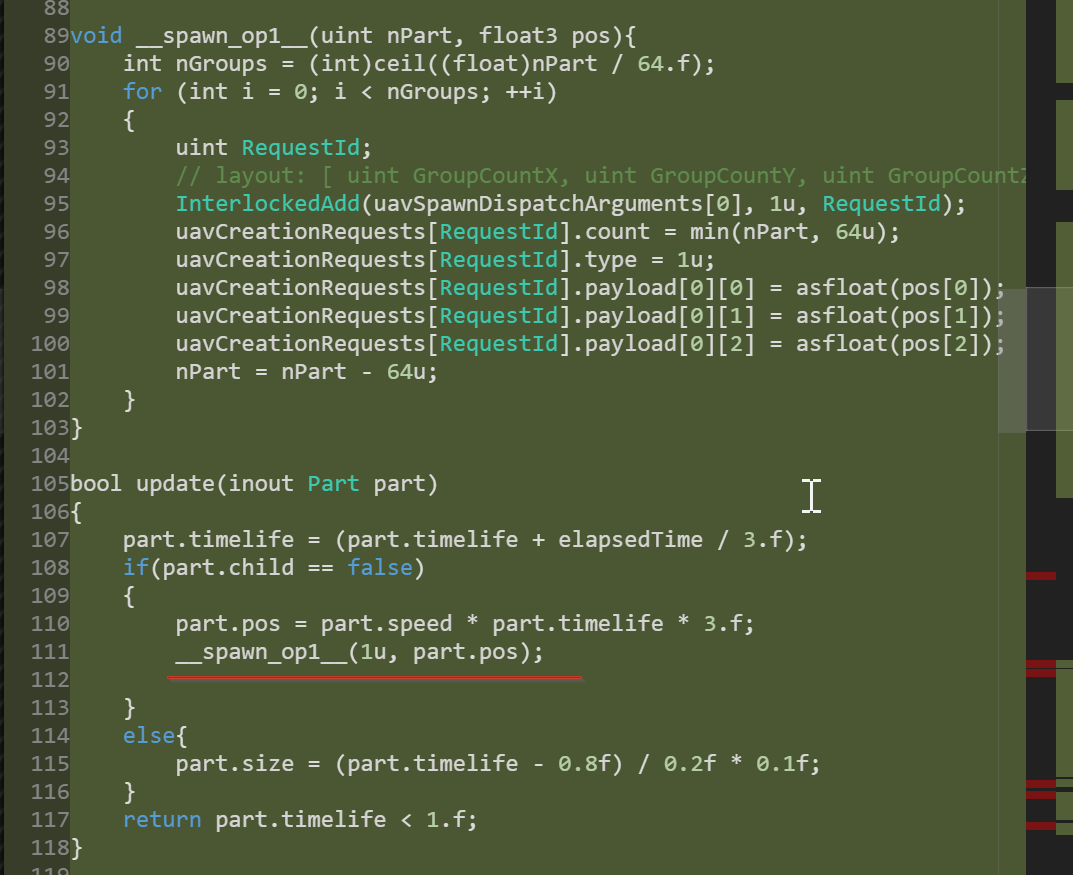 88
89void __spawn_op1__(uint nPart, float3 pos){
90    int nGroups = (int)ceil((float)nPart / 64.f);
91    for (int i = 0; i < nGroups; ++i)
92    {
93        uint RequestId;
94        // layout: [ uint GroupCountX, uint GroupCountY, uint GroupCountZ
95        InterlockedAdd(uavSpawnDispatchArguments[0], 1u, RequestId);
96        uavCreationRequests[RequestId].count = min(nPart, 64u);
97        uavCreationRequests[RequestId].type = 1u;
98        uavCreationRequests[RequestId].payload[0][0] = asfloat(pos[0]);
99        uavCreationRequests[RequestId].payload[0][1] = asfloat(pos[1]);
100        uavCreationRequests[RequestId].payload[0][2] = asfloat(pos[2]);
101        nPart = nPart - 64u;
102    }
103}
104
105bool update(inout Part part)
106{
107    part.timelife = (part.timelife + elapsedTime / 3.f);
108    if(part.child == false)
109    {
110        part.pos = part.speed * part.timelife * 3.f;
111        __spawn_op1__(1u, part.pos);
112
113    }
114    else{
115        part.size = (part.timelife - 0.8f) / 0.2f * 0.1f;
116    }
117    return part.timelife < 1.f;
118}
119